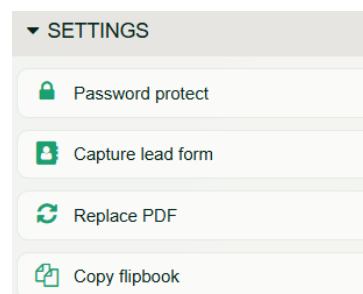 SETTINGS
Password protect
Capture lead form
Replace PDF
Copy flipbook